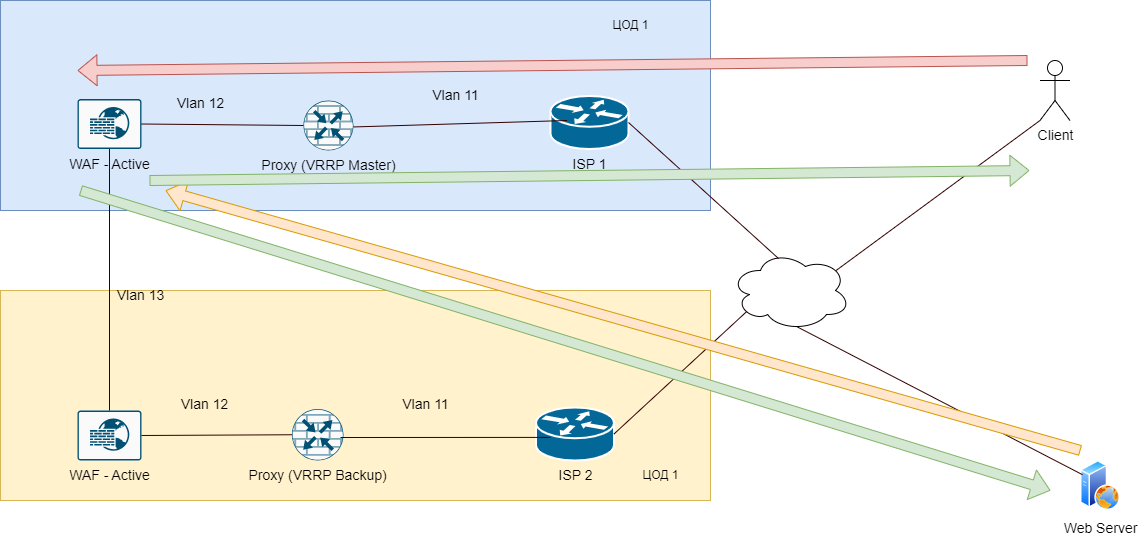 ЦОД 1
Vlan 12
Vlan 11
WAF - Active
Proxy (VRRP Master)
ISP 1
Client
Vlan 13
Vlan 12
Vlan 11
WAF - Active
Proxy (VRRP Backup)
ISP 2
ЦОД 1
Web Server